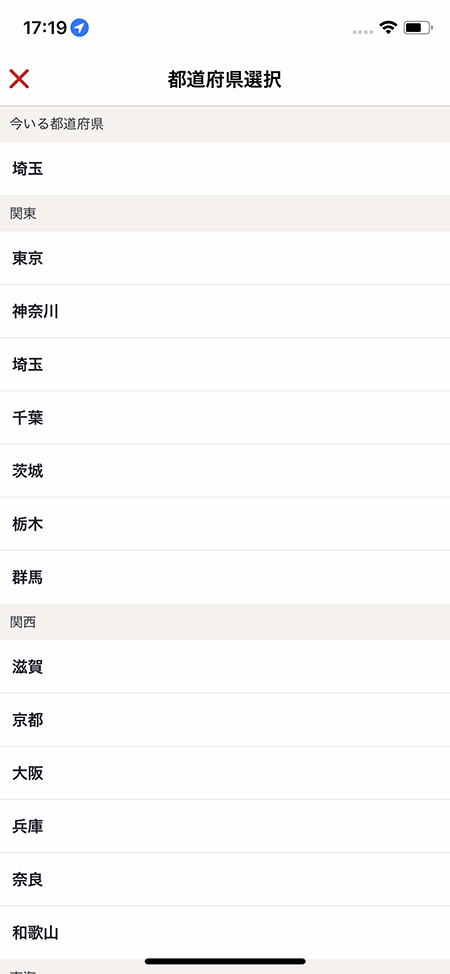 17:19
都道府県選択
今いる都道府県
埼玉
関東
東京
神奈川
埼玉
千葉
茨城
栃木
群馬
関西
滋賀
京都
大阪
兵庫
奈良
和歌山